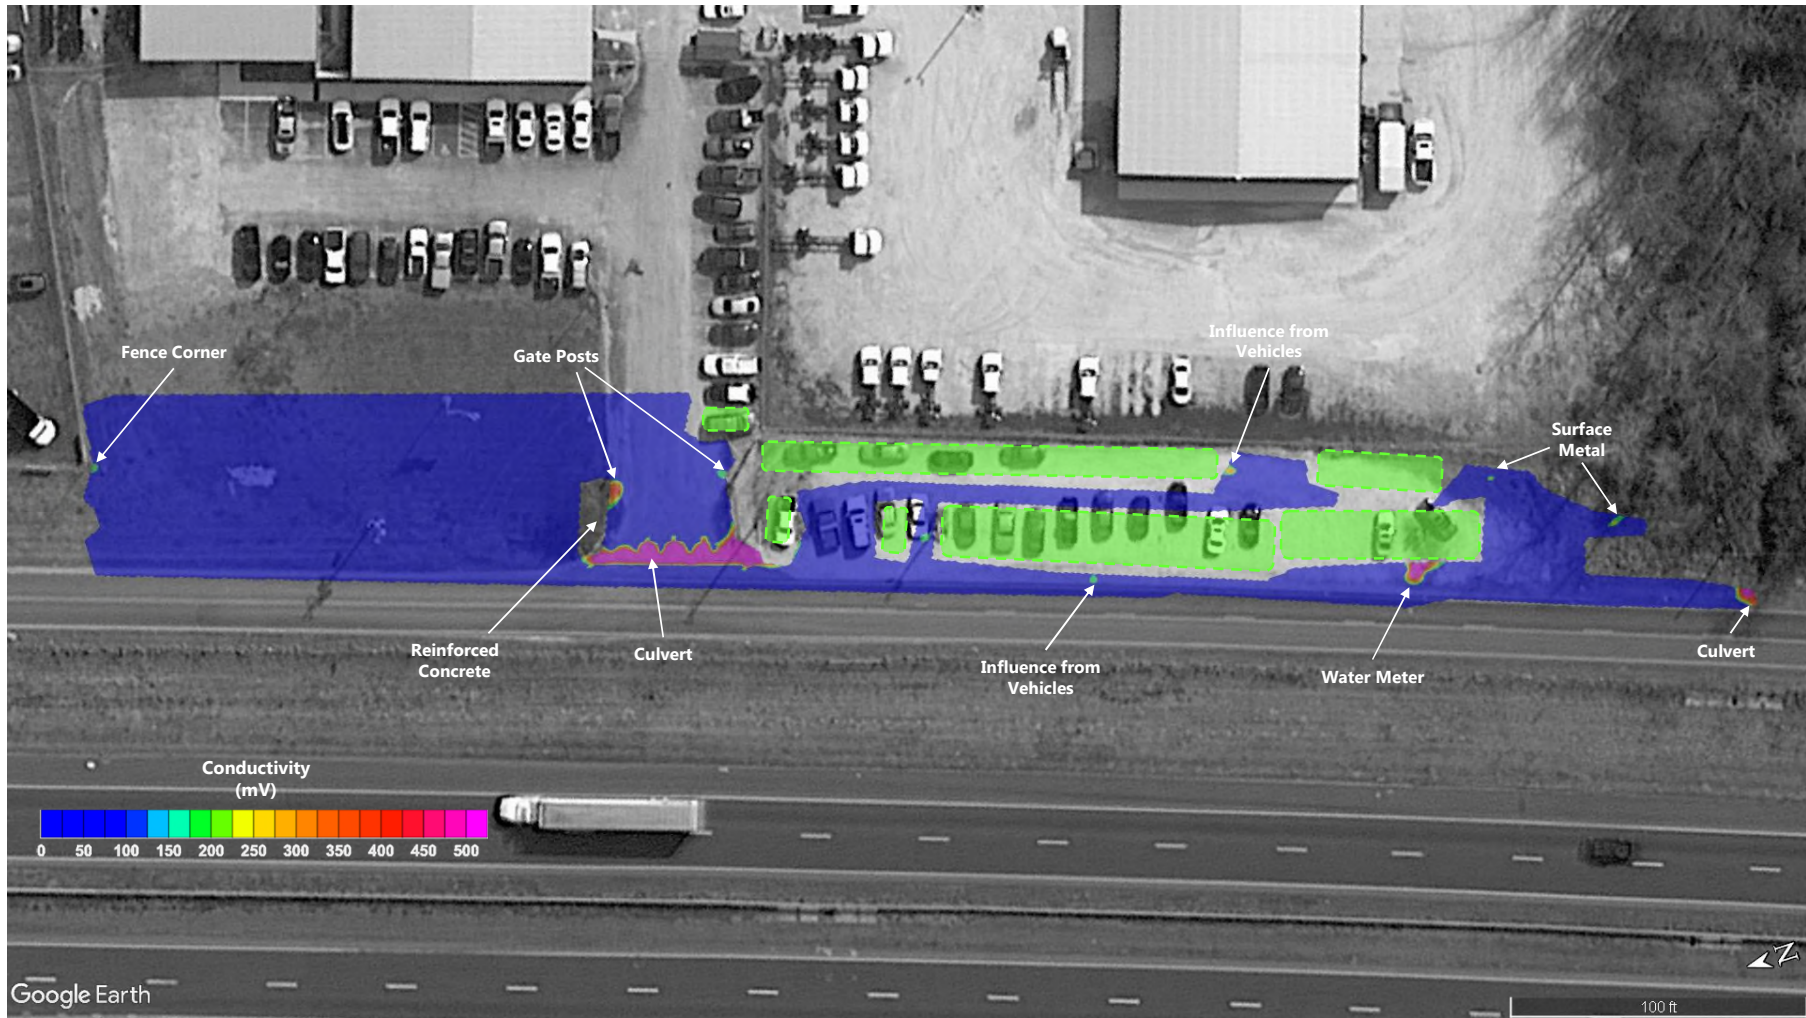 Influence from
Vehicles
Fence Corner
Gate Posts
Surface
Metal
Reinforced
Concrete
Culvert
Influence from
Vehicles
Water Meter
Culvert
Conductivity
(mV)
0 50 100 150 200 250 300 350 400 450 500
N
Google Earth
100 ft